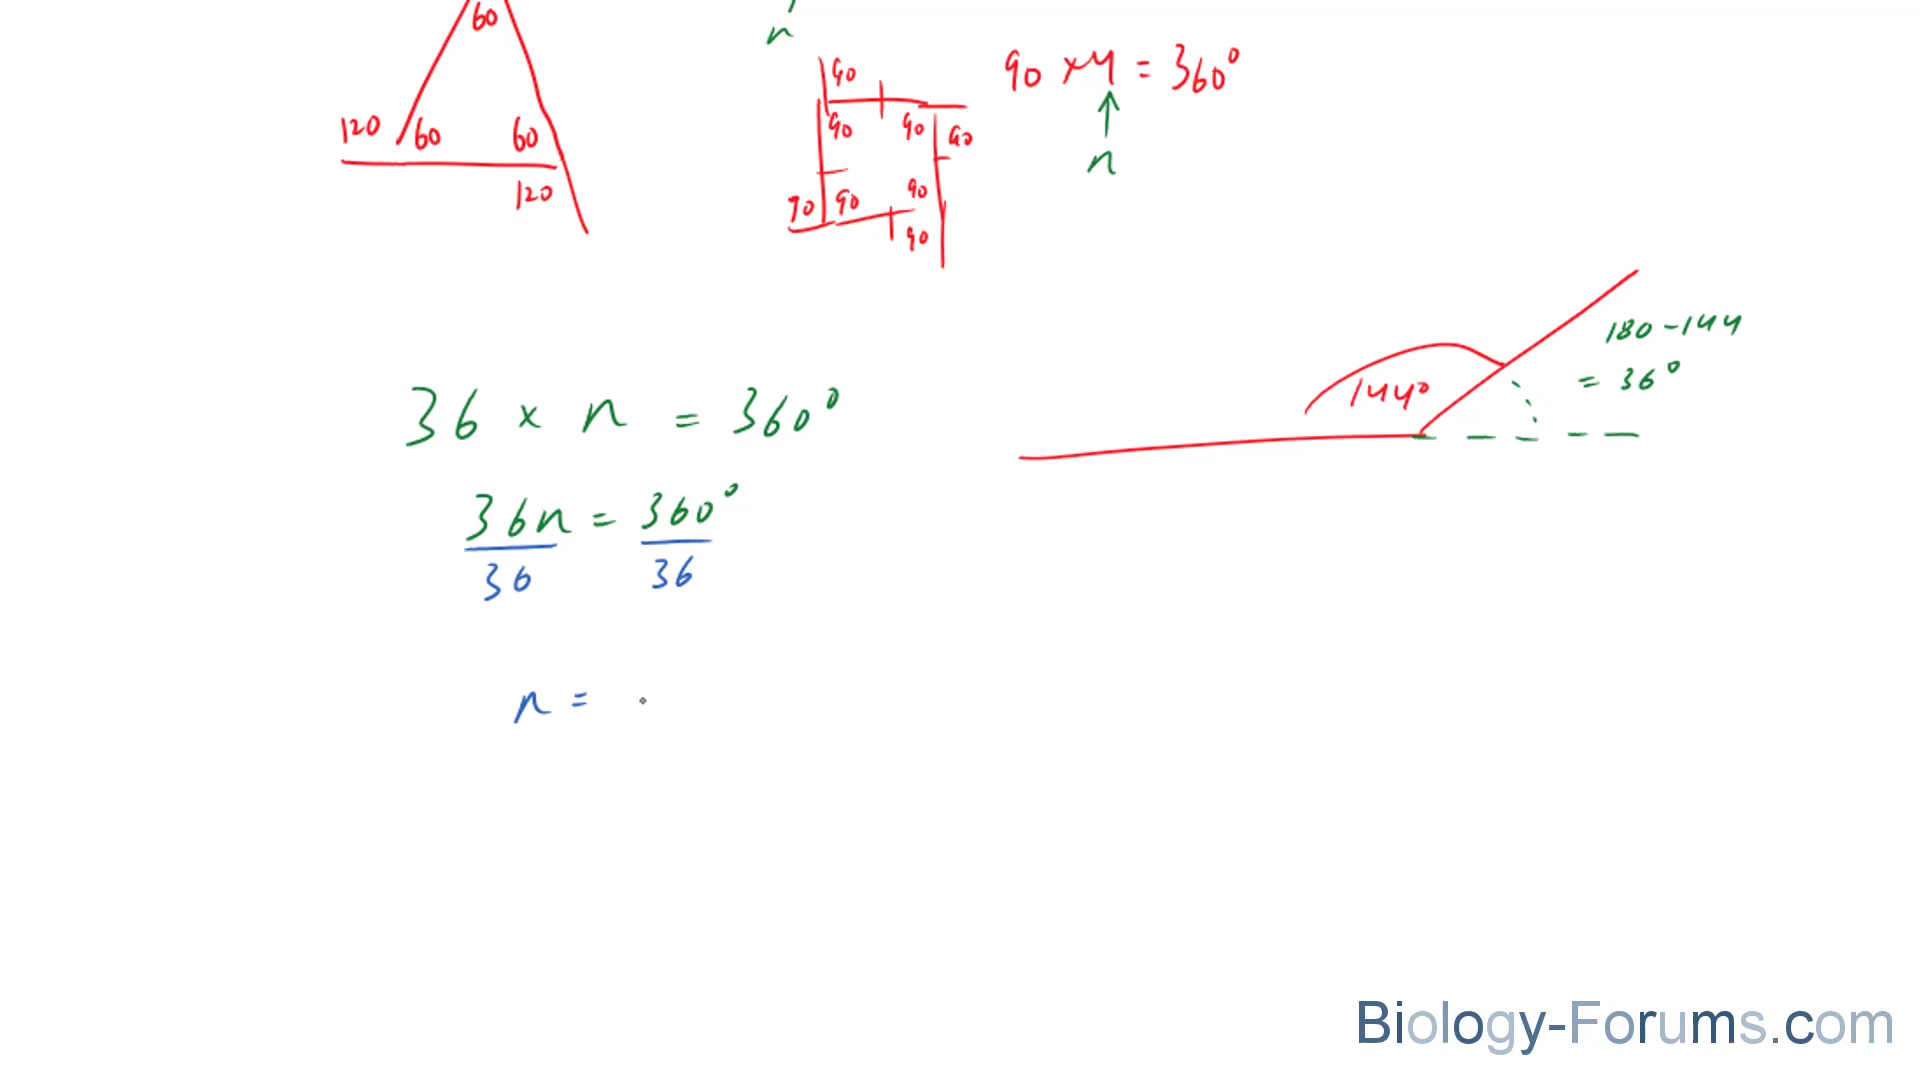 60
120 60 60
120
n
90
90 90 90
90 90 90
90
90 × 4 = 360°
n
144°
180 - 144
= 36°
36 × n = 360°
36n = 360°
36 36
n =
Biology-Forums.com